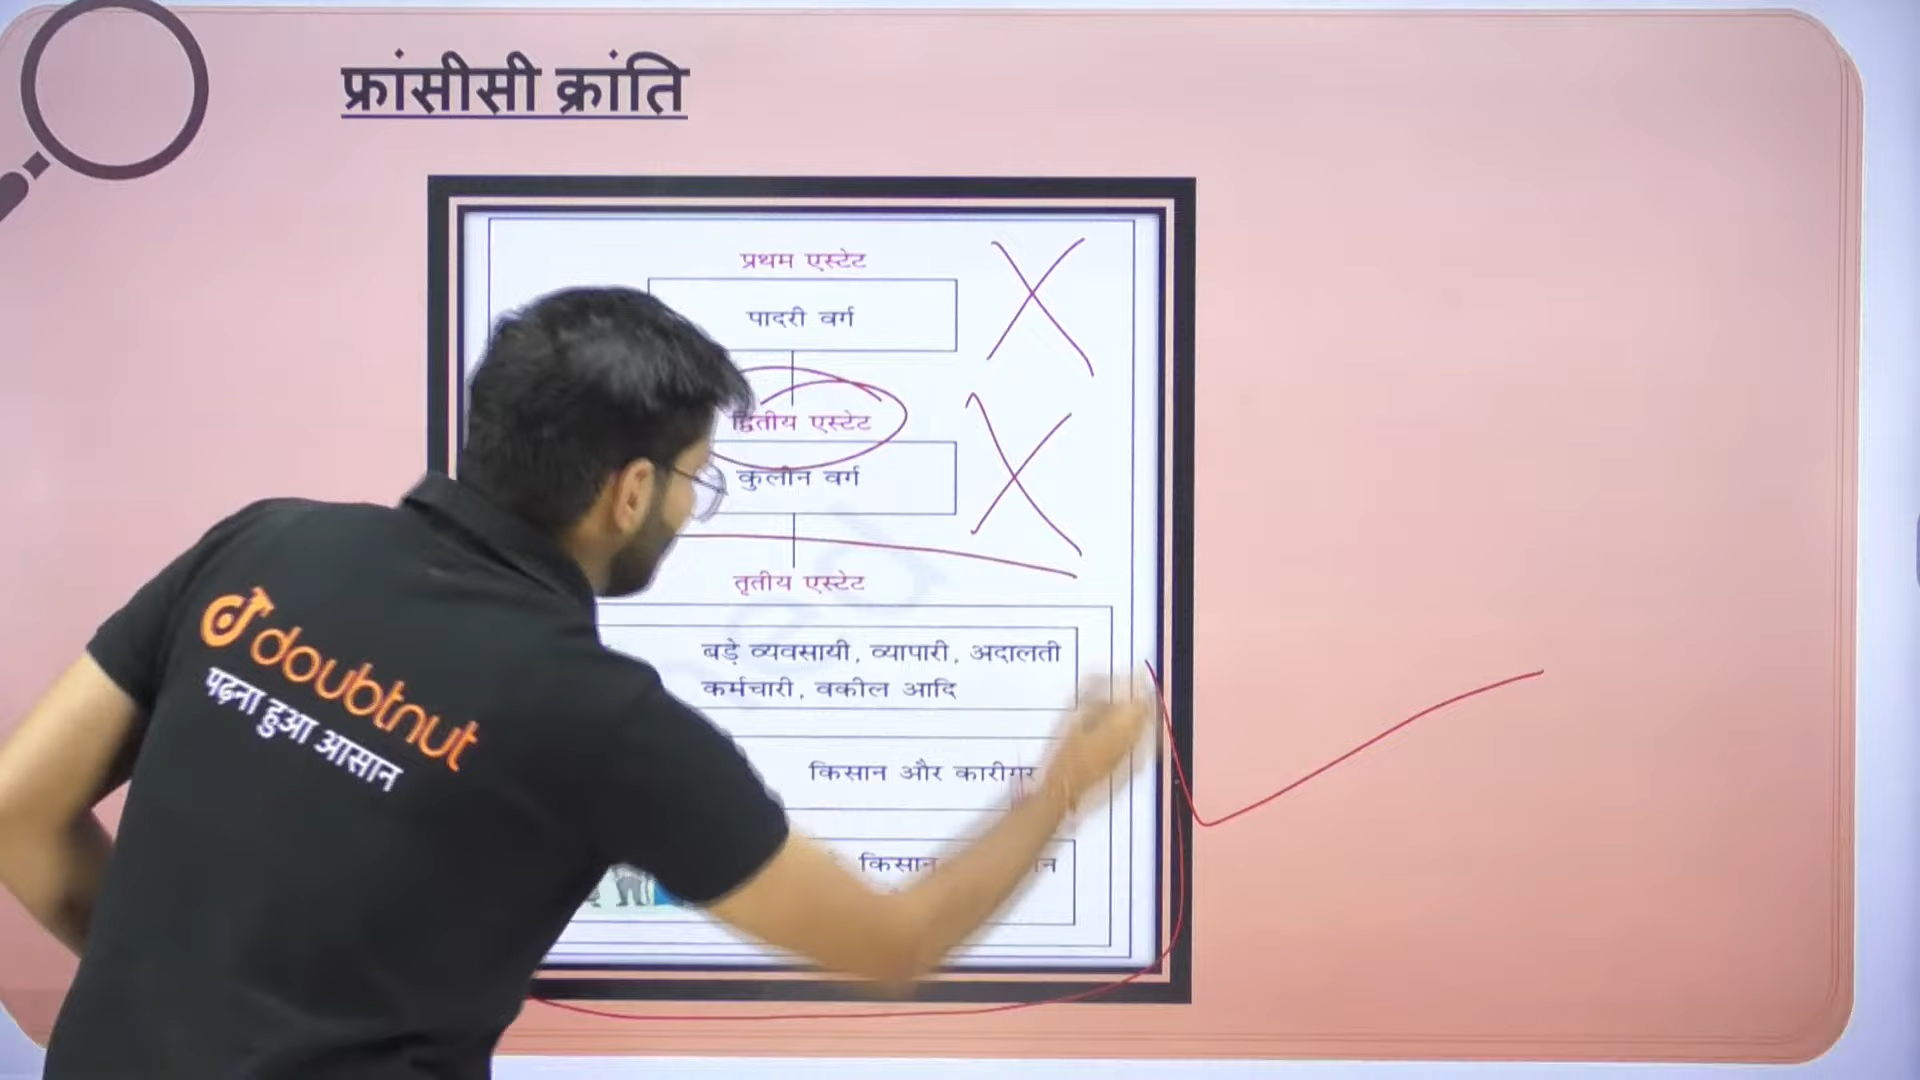 फ्रांसीसी क्रांति
प्रथम एस्टेट
पादरी वर्ग
द्वितीय एस्टेट
कुलीन वर्ग
तृतीय एस्टेट
बड़े व्यवसायी, व्यापारी, अदालती
कर्मचारी, वकील आदि
किसान और कारीगर
किसान
doubtnut
पढ़ना हुआ आसान